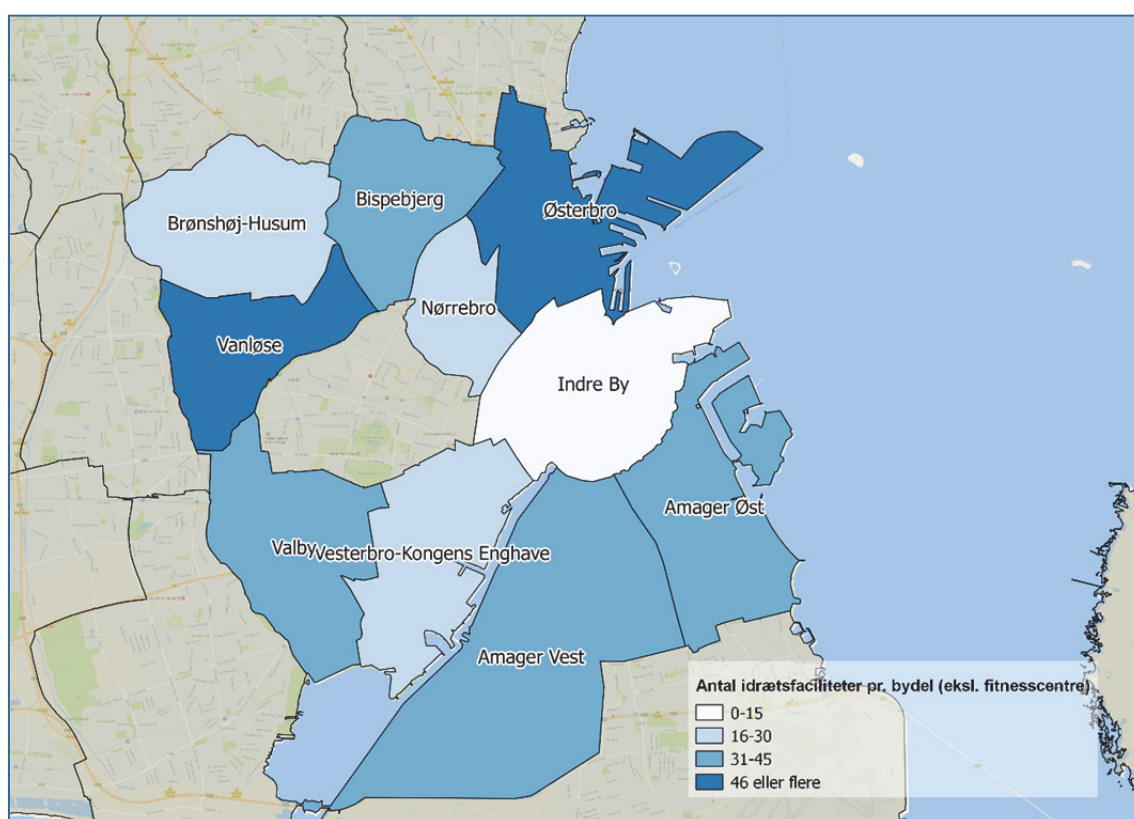 Bispebjerg
Østerbro
Brønshøj-Husum
Nørrebro
Vanløse
Indre By
Amager Øst
Valby
Vesterbro-Kongens Enghave
Amager Vest
Antal idrætsfaciliteter pr. bydel (eksl. fitnesscentre)
0-15
16-30
31-45
46 eller flere